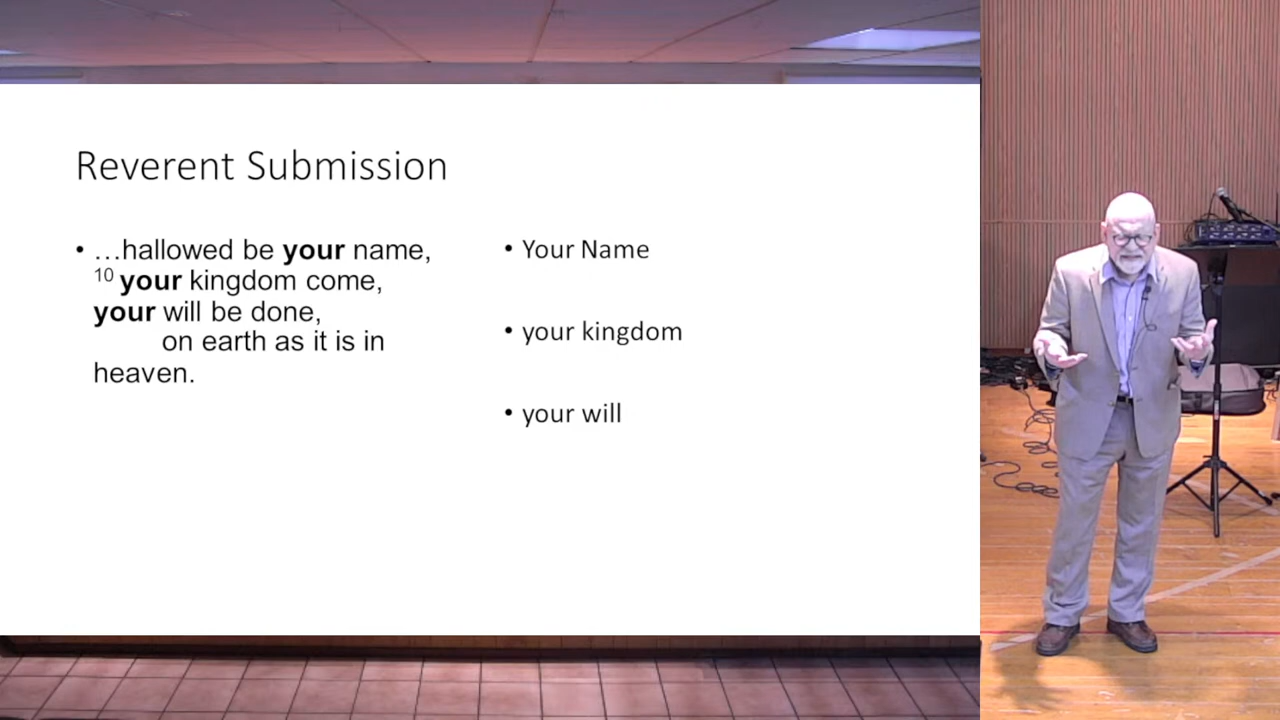 Reverent Submission
• …hallowed be your name,
10 your kingdom come,
your will be done,
on earth as it is in
heaven.
• Your Name
• your kingdom
• your will